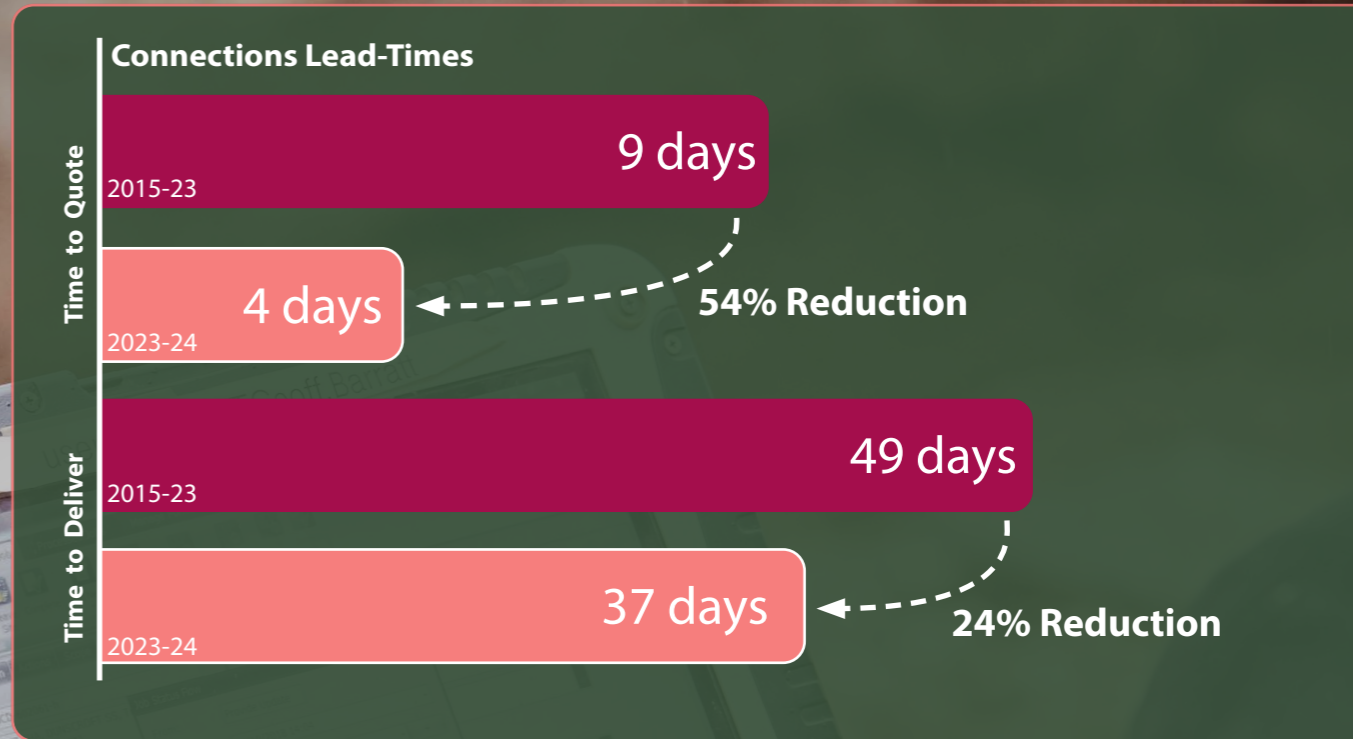 Connections Lead-Times
Time to Quote
9 days
2015-23
54% Reduction
4 days
2023-24
Time to Deliver
49 days
2015-23
24% Reduction
37 days
2023-24